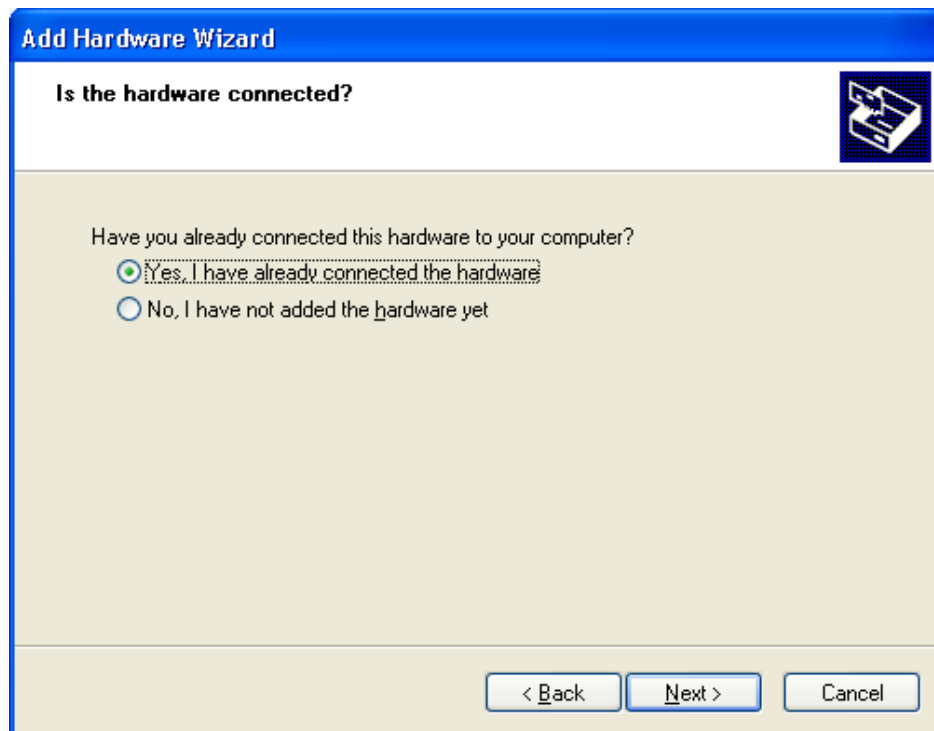 Add Hardware Wizard
Is the hardware connected?
Have you already connected this hardware to your computer?
Yes, I have already connected the hardware
No, I have not added the hardware yet
< Back
Next >
Cancel